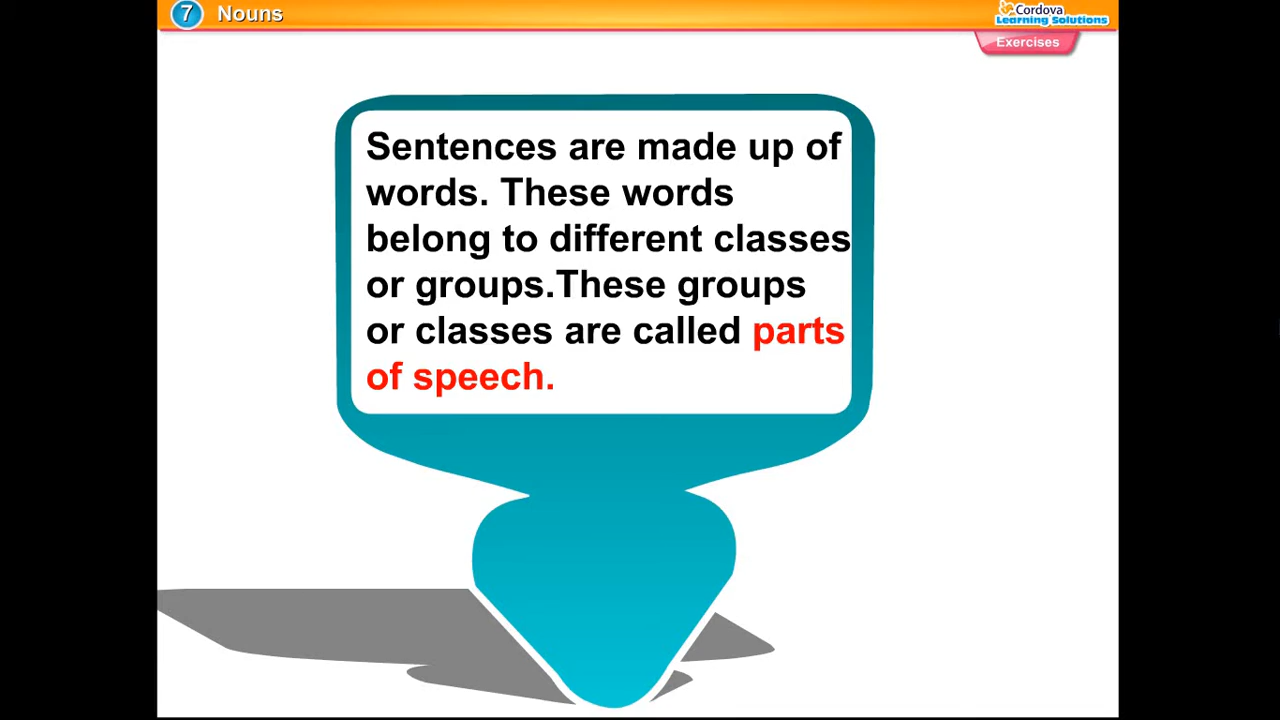 7 Nouns
Cordova
Learning Solutions
Exercises
Sentences are made up of
words. These words
belong to different classes
or groups.These groups
or classes are called parts
of speech.